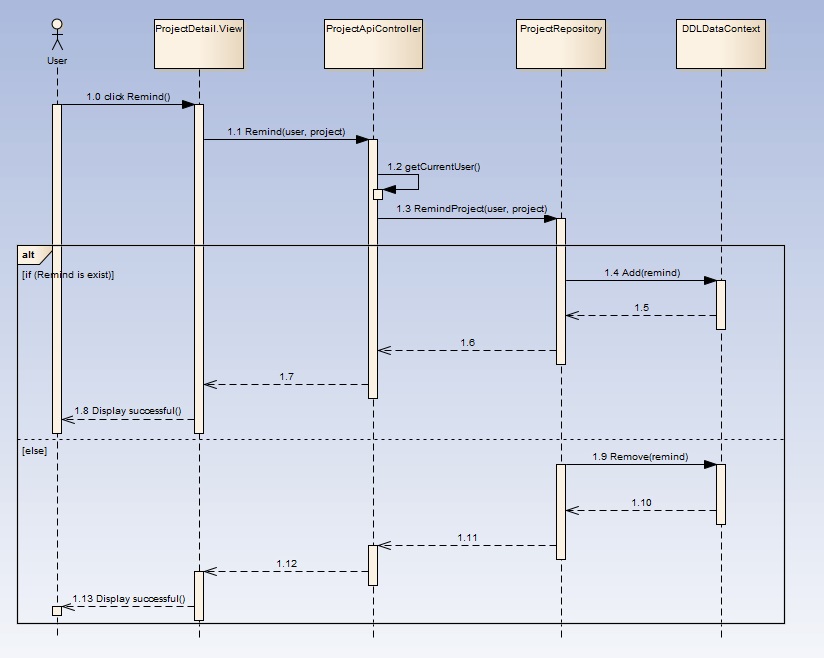 ProjectDetail.View
ProjectApiController
ProjectRepository
DDLDataContext
User
1.0 click Remind()
1.1 Remind(user, project)
1.2 getCurrentUser()
1.3 RemindProject(user, project)
alt
[if (Remind is exist)]
1.4 Add(remind)
1.5
1.6
1.7
1.8 Display successful()
[else]
1.9 Remove(remind)
1.10
1.11
1.12
1.13 Display successful()